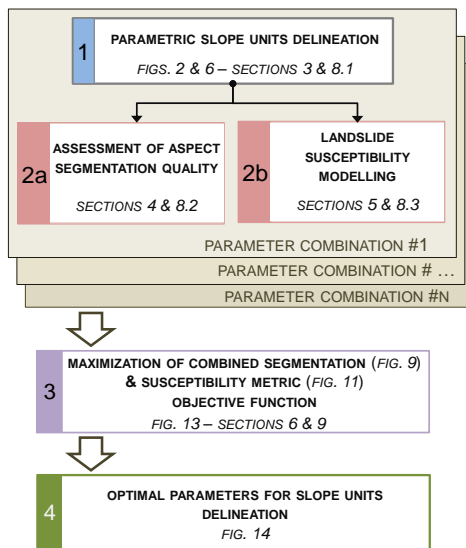 1
PARAMETRIC SLOPE UNITS DELINEATION
FIGS. 2 & 6 – SECTIONS 3 & 8.1
2a
ASSESSMENT OF ASPECT
SEGMENTATION QUALITY
SECTIONS 4 & 8.2
2b
LANDSLIDE
SUSCEPTIBILITY
MODELLING
SECTIONS 5 & 8.3
PARAMETER COMBINATION #1
PARAMETER COMBINATION # ...
PARAMETER COMBINATION #N
3
MAXIMIZATION OF COMBINED SEGMENTATION (FIG. 9)
& SUSCEPTIBILITY METRIC (FIG. 11)
OBJECTIVE FUNCTION
FIG. 13 – SECTIONS 6 & 9
4
OPTIMAL PARAMETERS FOR SLOPE UNITS
DELINEATION
FIG. 14